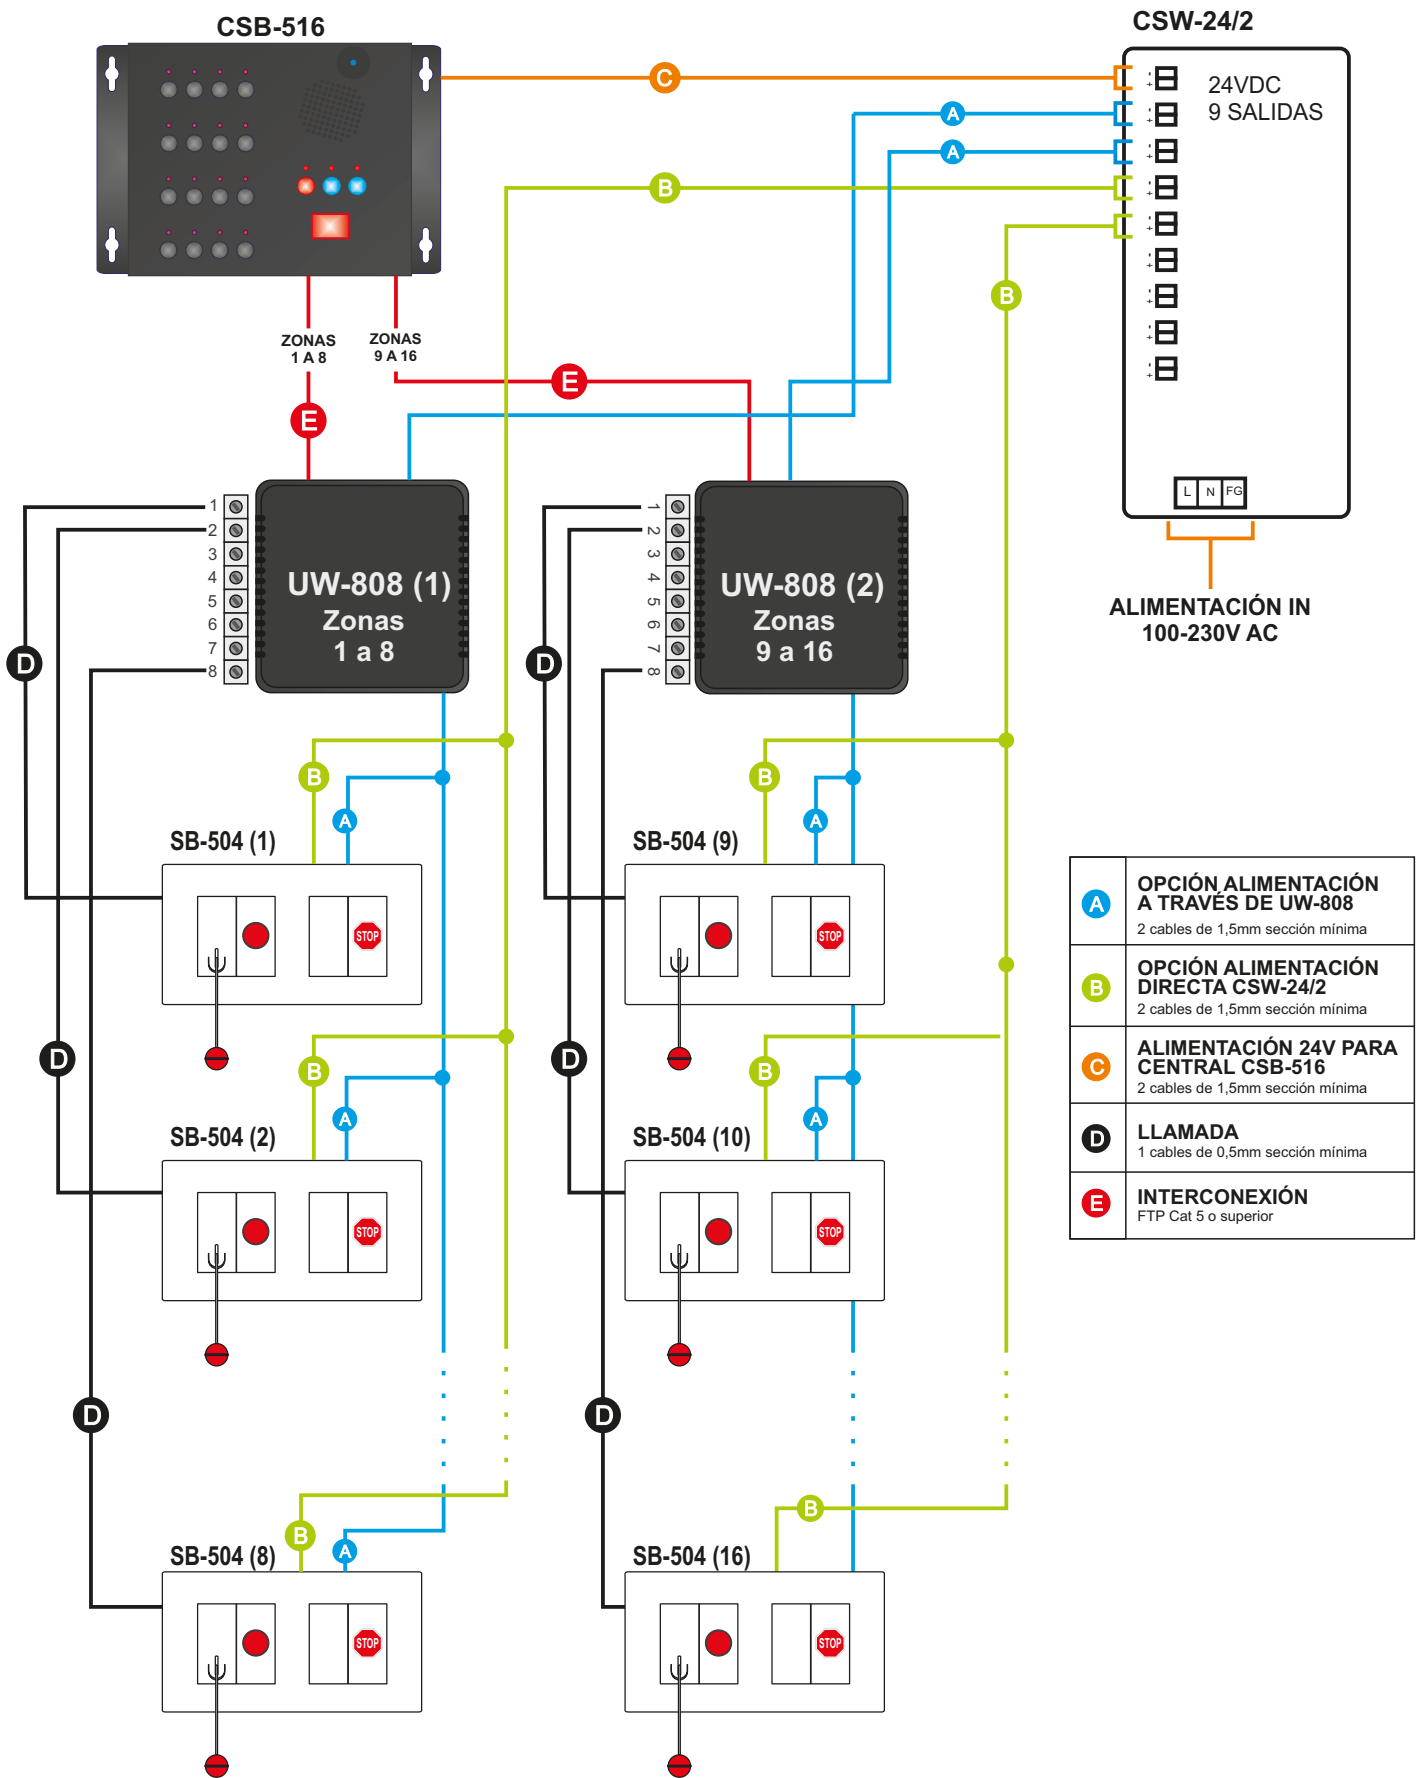 CSB-516
CSW-24/2
C
24VDC
9 SALIDAS
A
A
B
B
ZONAS
1 A 8
ZONAS
9 A 16
E
E
L N FG
ALIMENTACIÓN IN
100-230V AC
1
2
3
4
5
6
7
8
UW-808 (1)
Zonas
1 a 8
1
2
3
4
5
6
7
8
UW-808 (2)
Zonas
9 a 16
D
D
B
A
SB-504 (1)
STOP
B
A
SB-504 (9)
STOP
D
D
B
A
SB-504 (2)
STOP
B
A
SB-504 (10)
STOP
D
D
B
A
SB-504 (8)
STOP
B
SB-504 (16)
STOP
A
OPCIÓN ALIMENTACIÓN
A TRAVÉS DE UW-808
2 cables de 1,5mm sección mínima
B
OPCIÓN ALIMENTACIÓN
DIRECTA CSW-24/2
2 cables de 1,5mm sección mínima
C
ALIMENTACIÓN 24V PARA
CENTRAL CSB-516
2 cables de 1,5mm sección mínima
D
LLAMADA
1 cables de 0,5mm sección mínima
E
INTERCONEXIÓN
FTP Cat 5 o superior